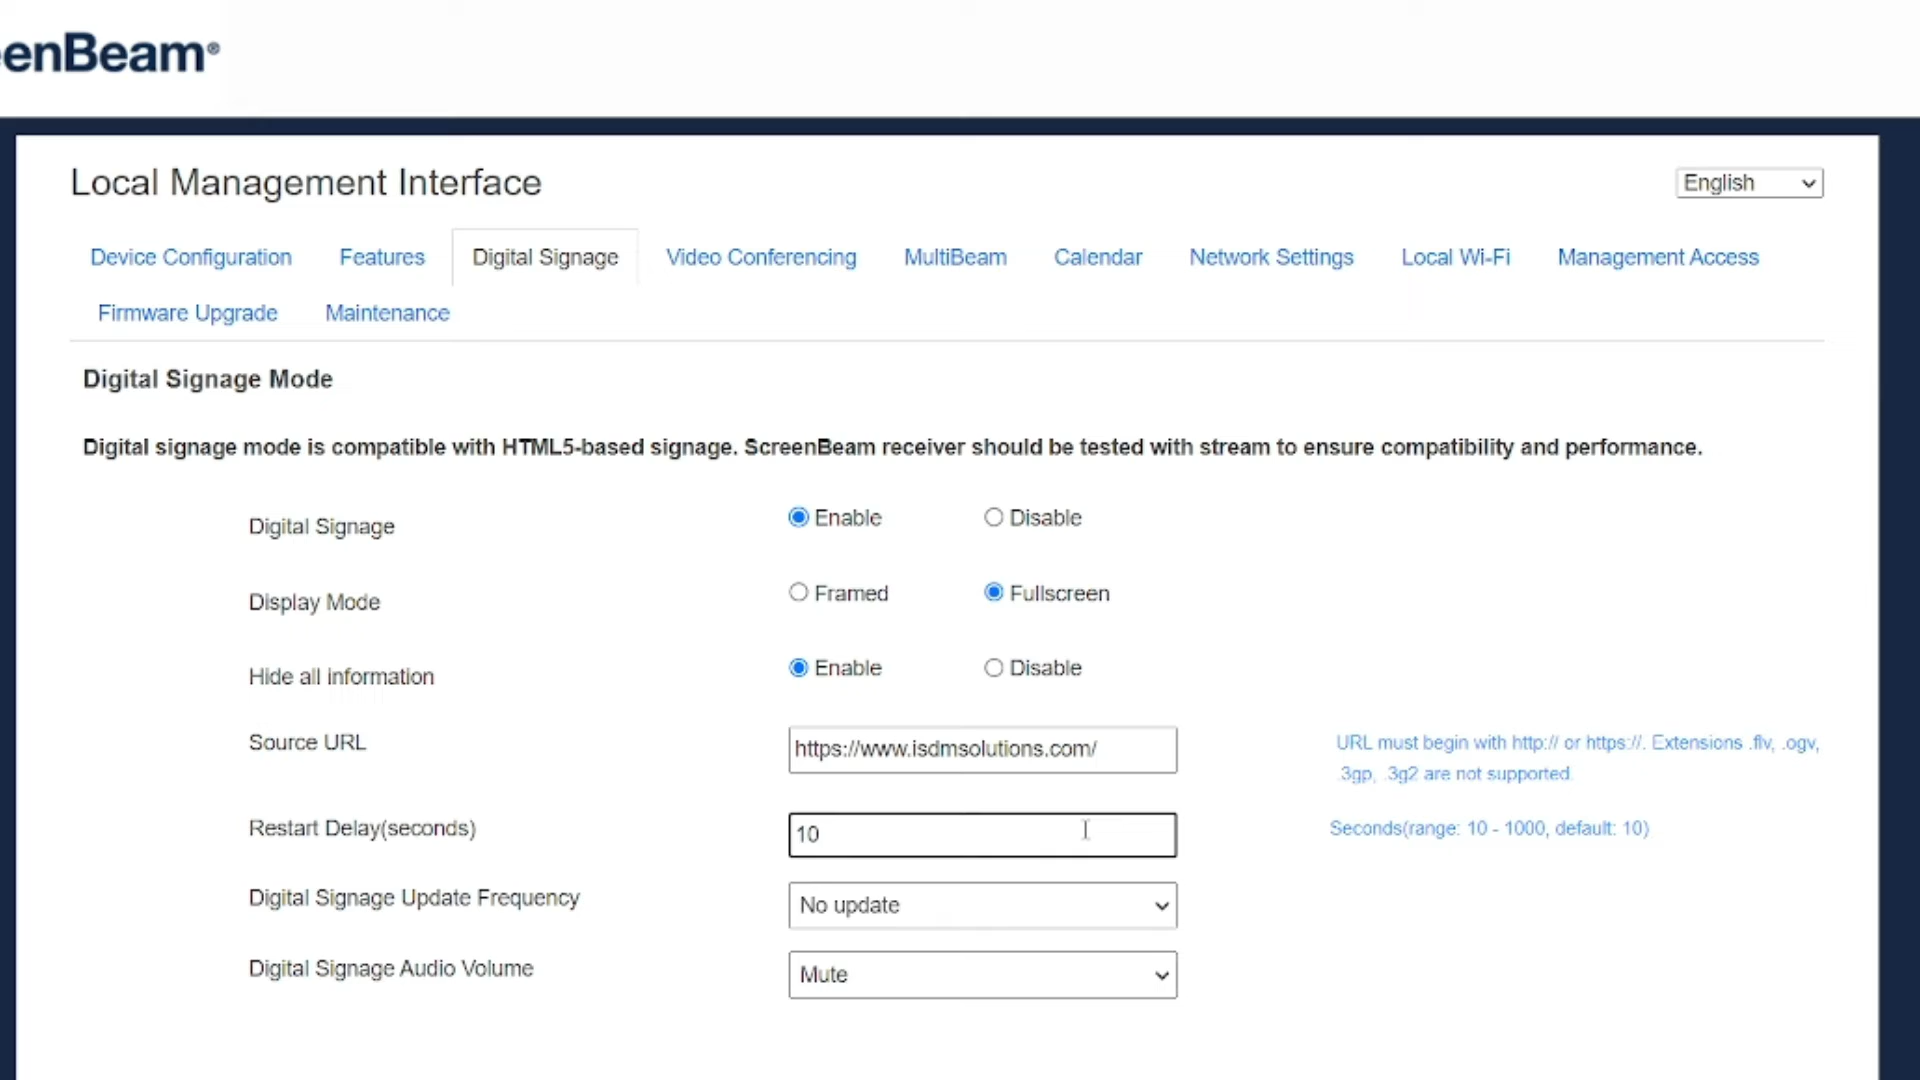 enBeam®
Local Management Interface
English
Device Configuration Features Digital Signage Video Conferencing MultiBeam Calendar Network Settings Local Wi-Fi Management Access
Firmware Upgrade Maintenance
Digital Signage Mode
Digital signage mode is compatible with HTML5-based signage. ScreenBeam receiver should be tested with stream to ensure compatibility and performance.
Digital Signage Enable Disable
Display Mode Framed Fullscreen
Hide all information Enable Disable
Source URL https://www.isdmsolutions.com/ URL must begin with http:// or https://. Extensions .flv, .ogv,
.3gp, .3g2 are not supported.
Restart Delay(seconds) 10 Seconds(range: 10 - 1000, default: 10)
Digital Signage Update Frequency No update
Digital Signage Audio Volume Mute